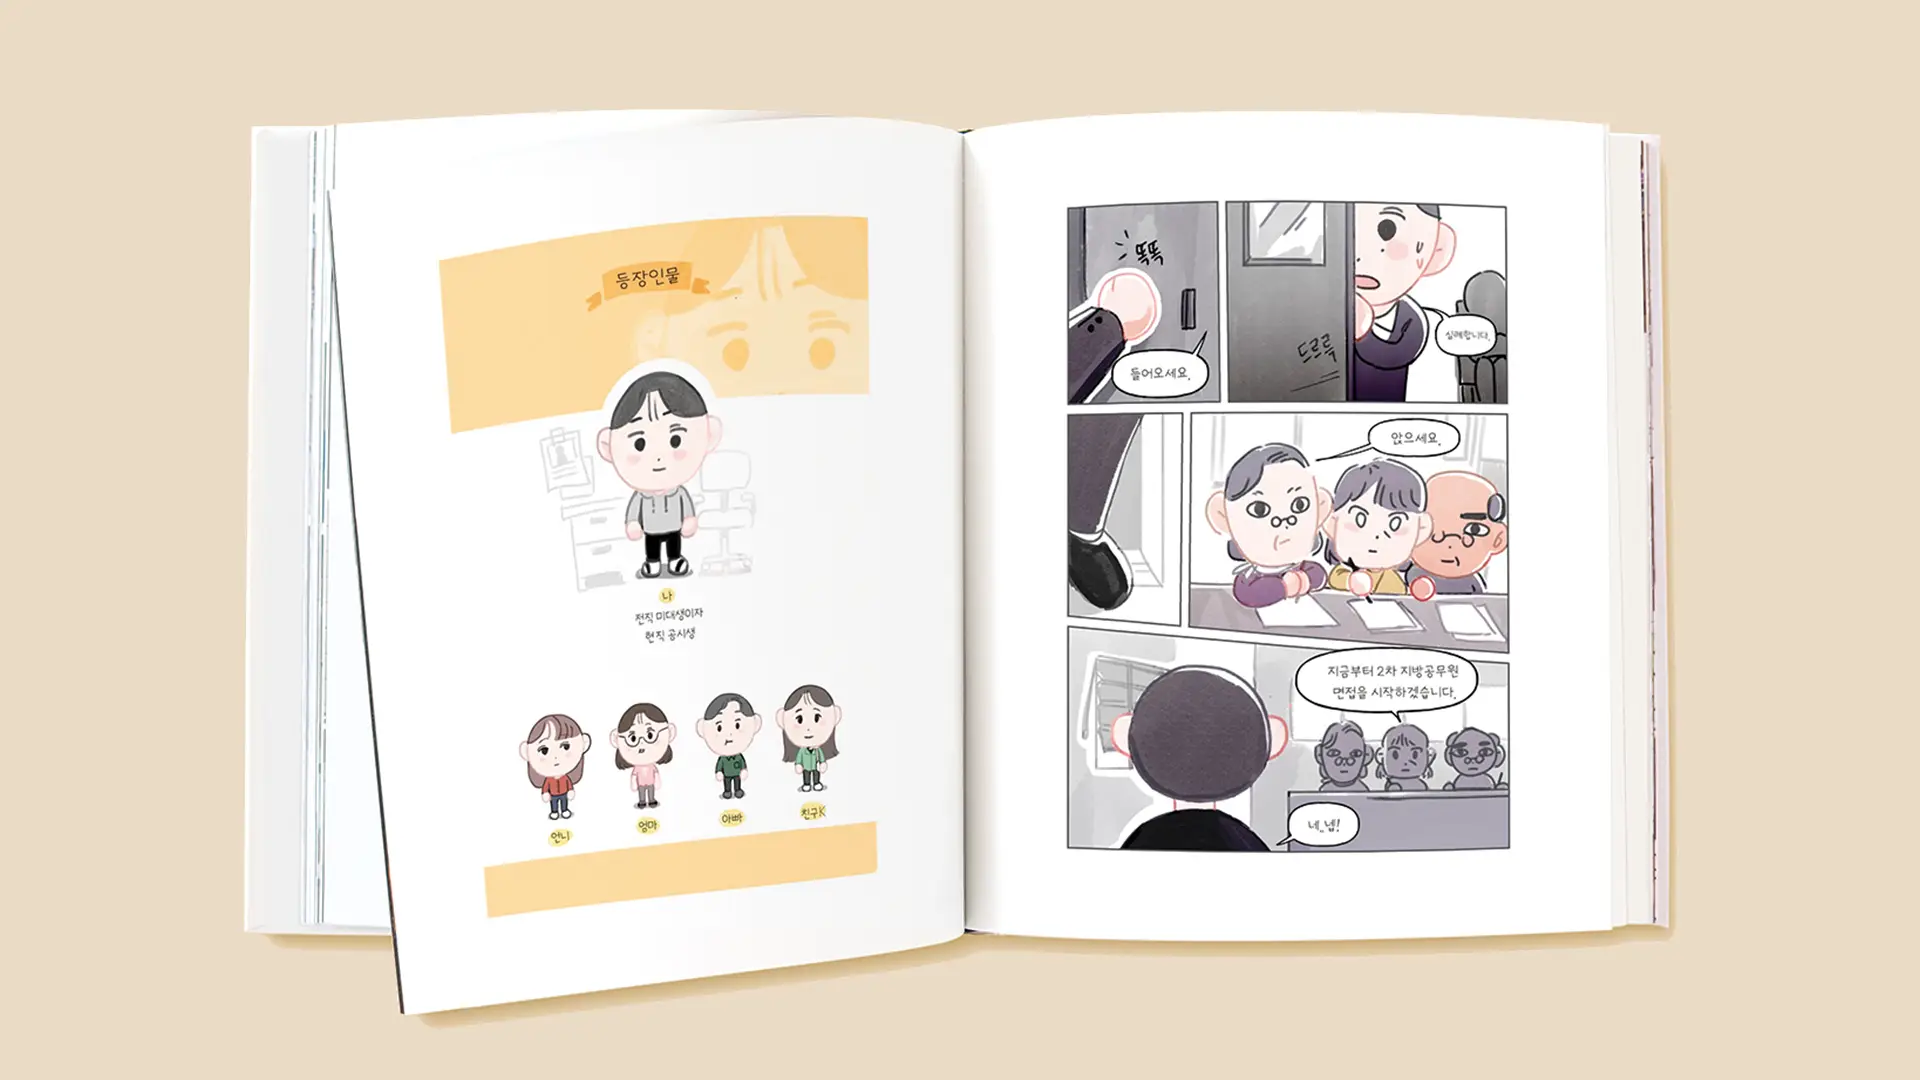 등장인물
나
전직 미대생이자
현직 공시생
언니
엄마
아빠
친구K
똑똑
들어오세요.
드르륵
실례합니다.
앉으세요.
지금부터 2차 지방공무원
면접을 시작하겠습니다.
네..넵!